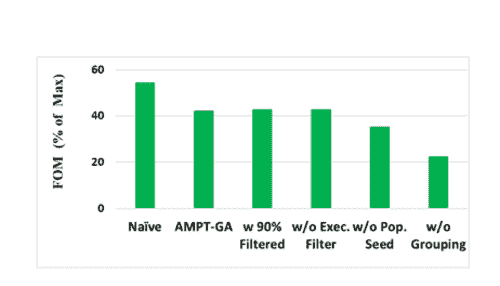 FOM (% of Max)
60
40
20
0
Naïve AMPT-GA w 90% w/o Exec. w/o Pop. w/o
Filtered Filter Seed Grouping